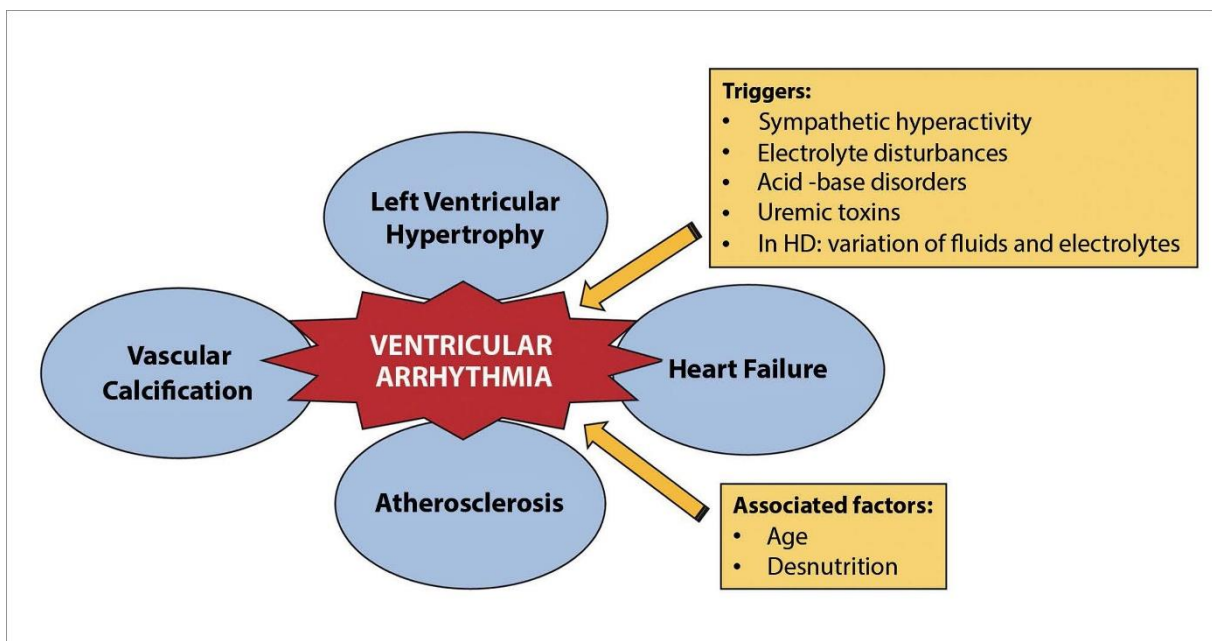 Triggers:
• Sympathetic hyperactivity
• Electrolyte disturbances
• Acid -base disorders
• Uremic toxins
• In HD: variation of fluids and electrolytes
Left Ventricular
Hypertrophy
Vascular
Calcification
VENTRICULAR
ARRHYTHMIA
Heart Failure
Atherosclerosis
Associated factors:
• Age
• Desnutrition